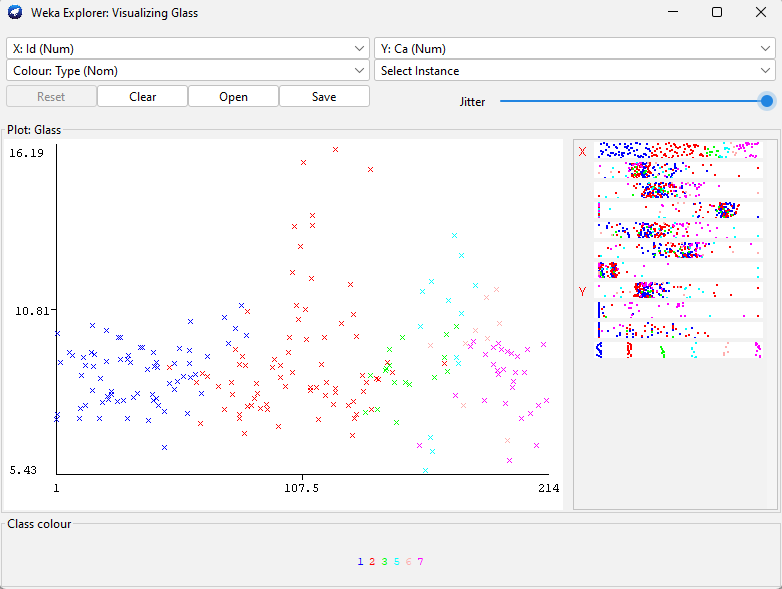 Weka Explorer: Visualizing Glass
X: Id (Num) Y: Ca (Num)
Colour: Type (Nom) Select Instance
Reset Clear Open Save Jitter
Plot: Glass
16.19
10.81
5.43
1 107.5 214
X
Y
Class colour
1 2 3 5 6 7